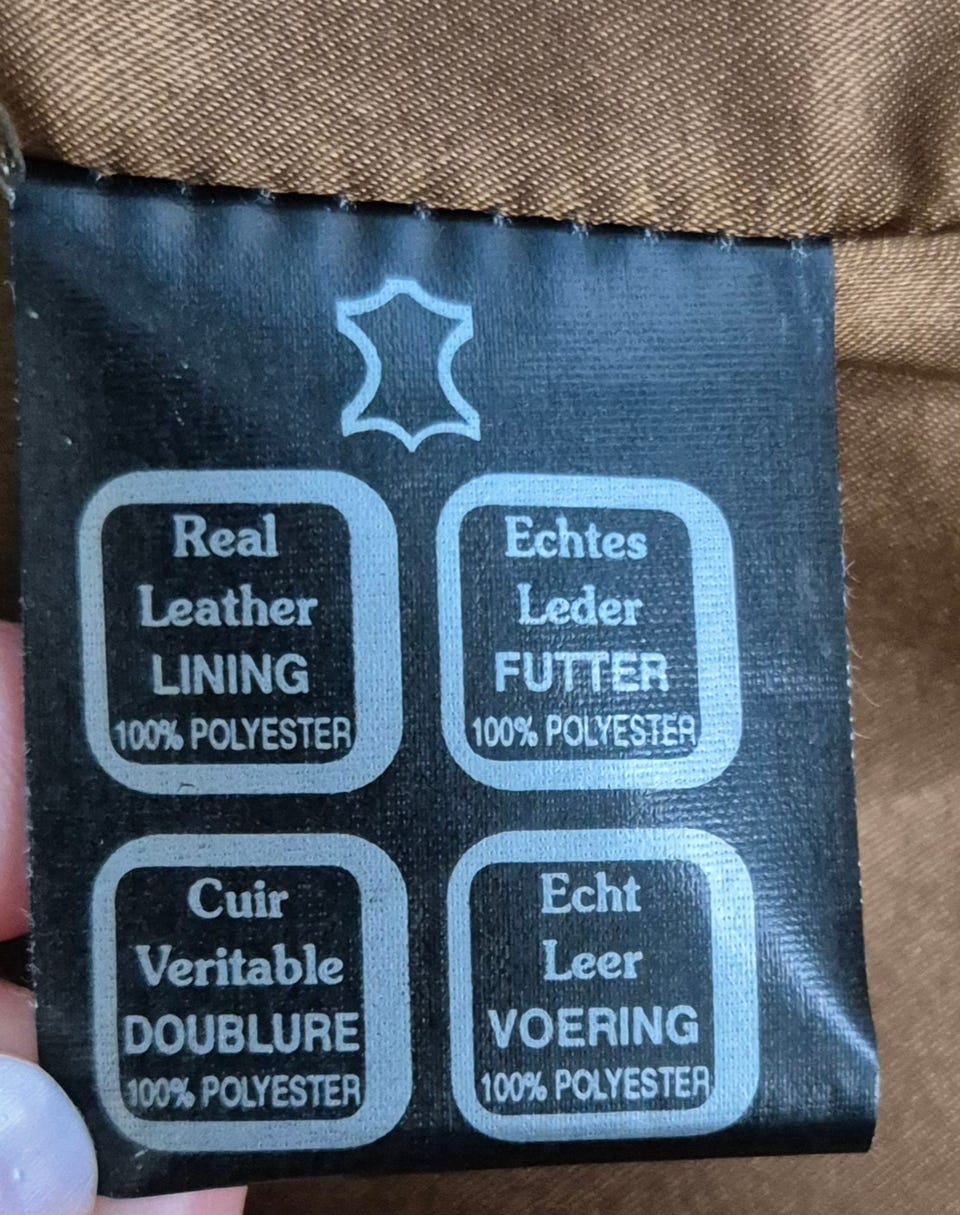 Real
Leather
LINING
100% POLYESTER
Echtes
Leder
FUTTER
100% POLYESTER
Cuir
Veritable
DOUBLURE
100% POLYESTER
Echt
Leer
VOERING
100% POLYESTER